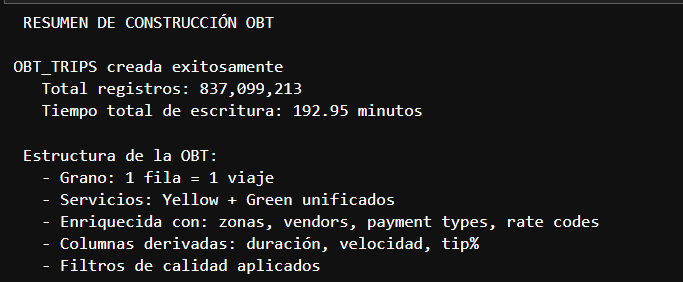 RESUMEN DE CONSTRUCCIÓN OBT
OBT_TRIPS creada exitosamente
Total registros: 837,099,213
Tiempo total de escritura: 192.95 minutos
Estructura de la OBT:
- Grano: 1 fila = 1 viaje
- Servicios: Yellow + Green unificados
- Enriquecida con: zonas, vendors, payment types, rate codes
- Columnas derivadas: duración, velocidad, tip%
- Filtros de calidad aplicados